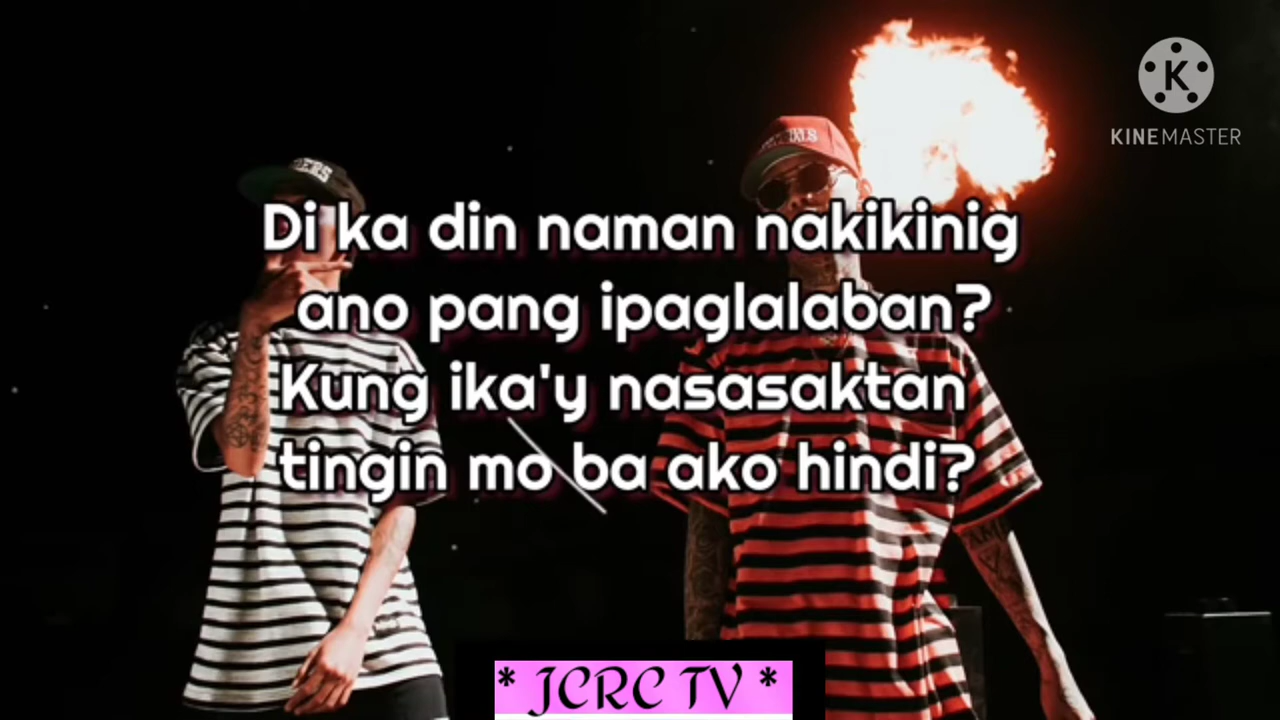 K
KINEMASTER
Di ka din naman nakikinig
ano pang ipaglalaban?
Kung ika'y nasasaktan
tingin mo ba ako hindi?
* JCRC TV *